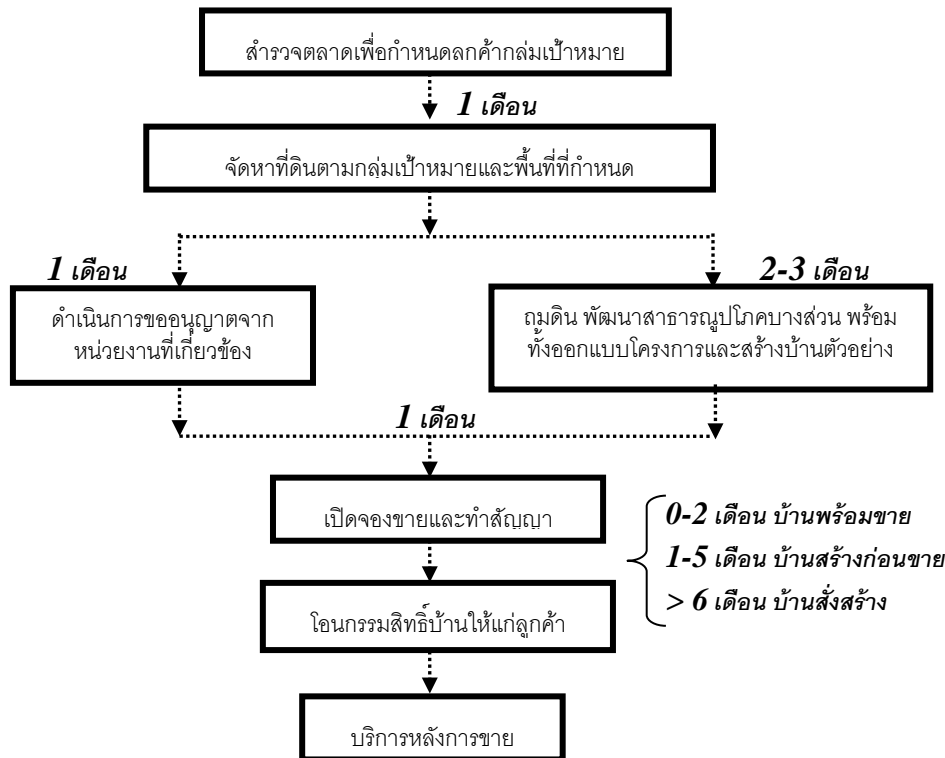 สำรวจตลาดเพื่อกำหนดลกค้ากล่มเป้าหมาย
1 เดือน
จัดหาที่ดินตามกลุ่มเป้าหมายและพื้นที่ที่กำหนด
1 เดือน
2-3 เดือน
ดำเนินการขออนุญาตจาก
หน่วยงานที่เกี่ยวข้อง
ถมดิน พัฒนาสาธารณูปโภคบางส่วน พร้อม
ทั้งออกแบบโครงการและสร้างบ้านตัวอย่าง
1 เดือน
เปิดจองขายและทำสัญญา
0-2 เดือน บ้านพร้อมขาย
1-5 เดือน บ้านสร้างก่อนขาย
> 6 เดือน บ้านสั่งสร้าง
โอนกรรมสิทธิ์บ้านให้แก่ลูกค้า
บริการหลังการขาย